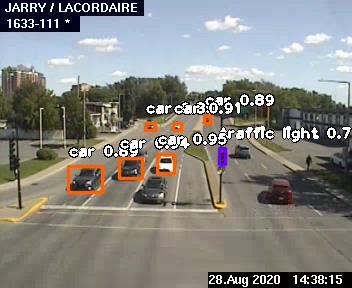 JARRY / LACORDAIRE
1633-111 *
car 0.89
car 0.91
traffic light 0.7
car 0.95
car 0.89
28.Aug 2020 14:38:15